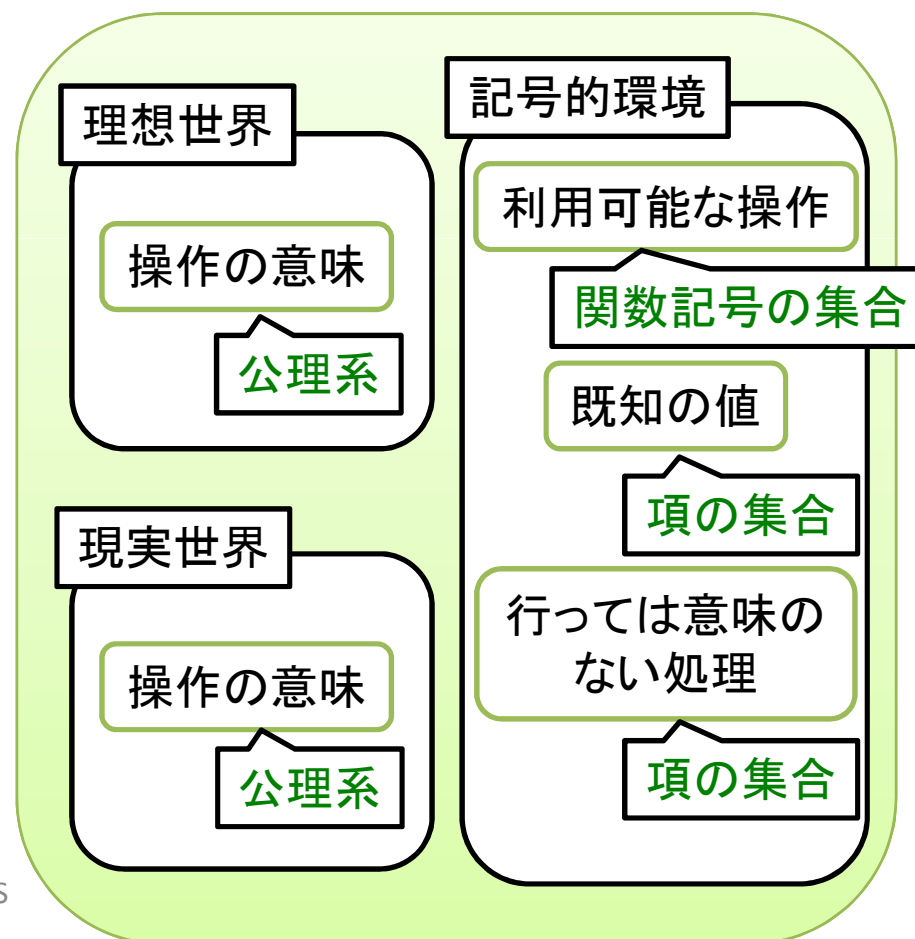 理想世界
操作の意味
公理系
現実世界
操作の意味
公理系
記号的環境
利用可能な操作
関数記号の集合
既知の値
項の集合
行っては意味の
ない処理
項の集合
S